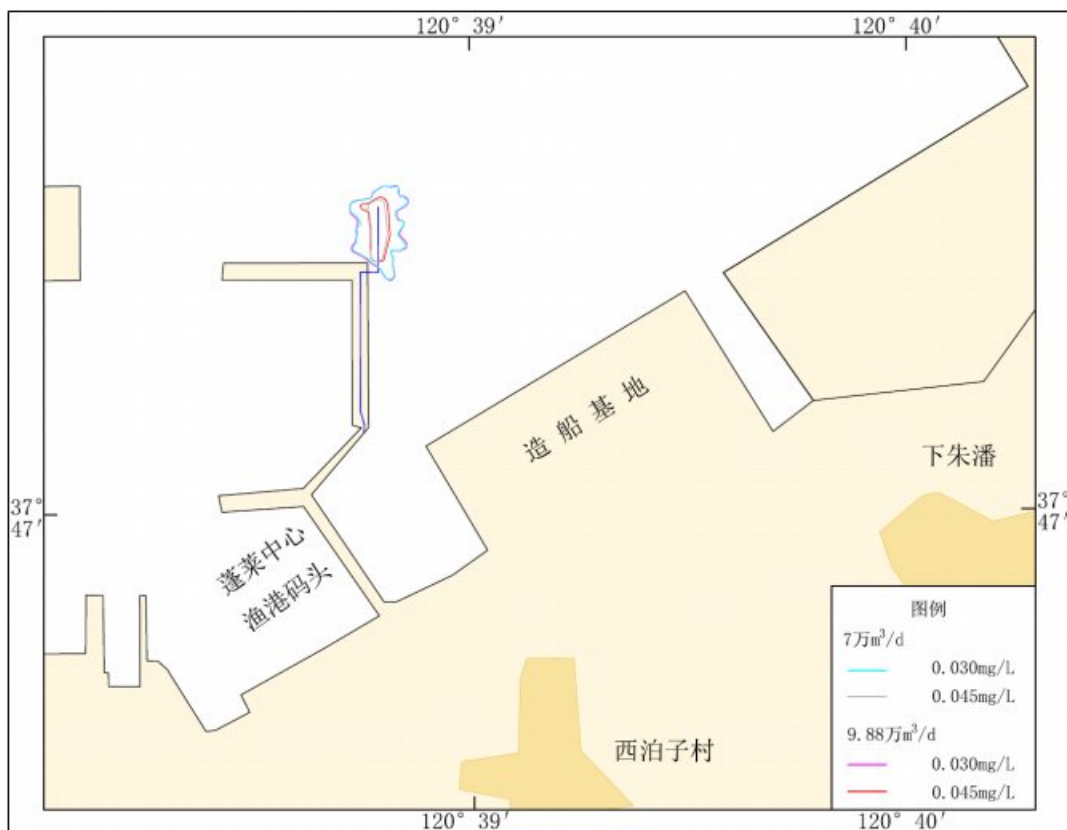 120° 39′
120° 40′
造船基地
下朱潘
37°
47′
37°
47′
蓬莱中心
渔港码头
西泊子村
图例
7万m³/d
0.030mg/L
0.045mg/L
9.88万m³/d
0.030mg/L
0.045mg/L
120° 39′
120° 40′